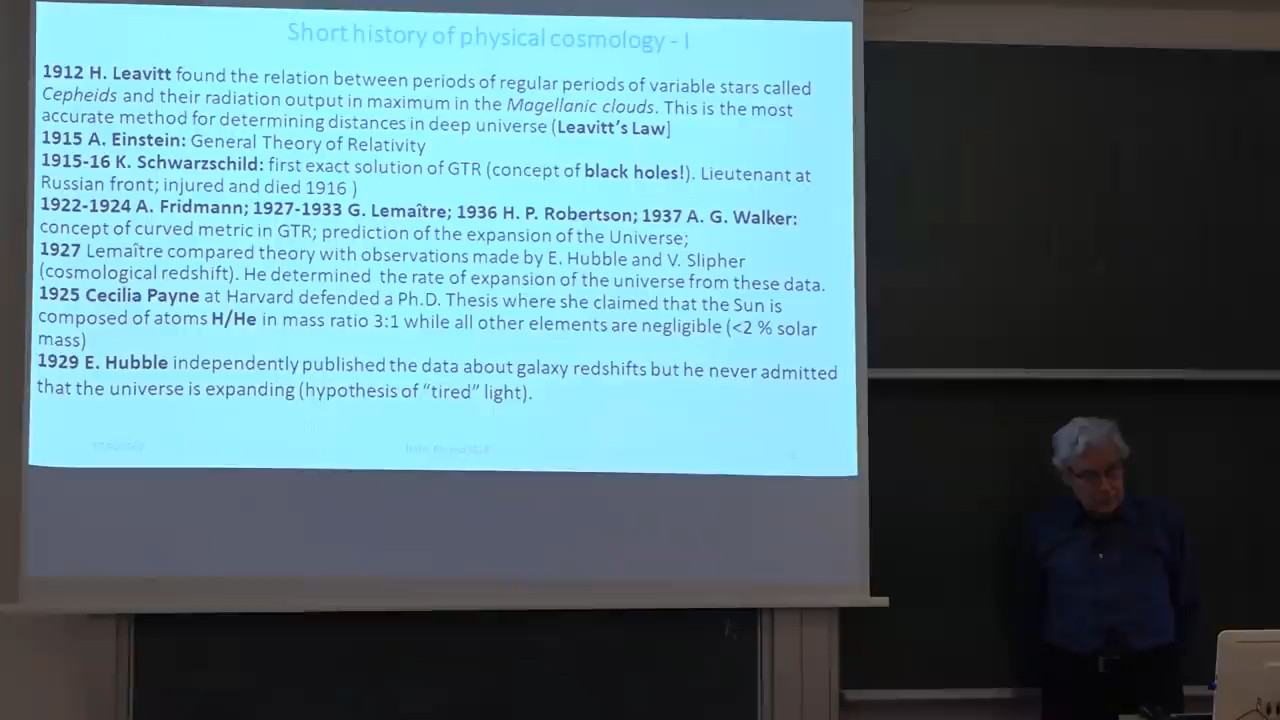 Short history of physical cosmology - I
1912 H. Leavitt found the relation between periods of regular periods of variable stars called
Cepheids and their radiation output in maximum in the Magellanic clouds. This is the most
accurate method for determining distances in deep universe (Leavitt's Law]
1915 A. Einstein: General Theory of Relativity
1915-16 K. Schwarzschild: first exact solution of GTR (concept of black holes!). Lieutenant at
Russian front; injured and died 1916 )
1922-1924 A. Fridmann; 1927-1933 G. Lemaître; 1936 H. P. Robertson; 1937 A. G. Walker:
concept of curved metric in GTR; prediction of the expansion of the Universe;
1927 Lemaître compared theory with observations made by E. Hubble and V. Slipher
(cosmological redshift). He determined the rate of expansion of the universe from these data.
1925 Cecilia Payne at Harvard defended a Ph.D. Thesis where she claimed that the Sun is
composed of atoms H/He in mass ratio 3:1 while all other elements are negligible (<2 % solar
mass)
1929 E. Hubble independently published the data about galaxy redshifts but he never admitted
that the universe is expanding (hypothesis of “tired” light).